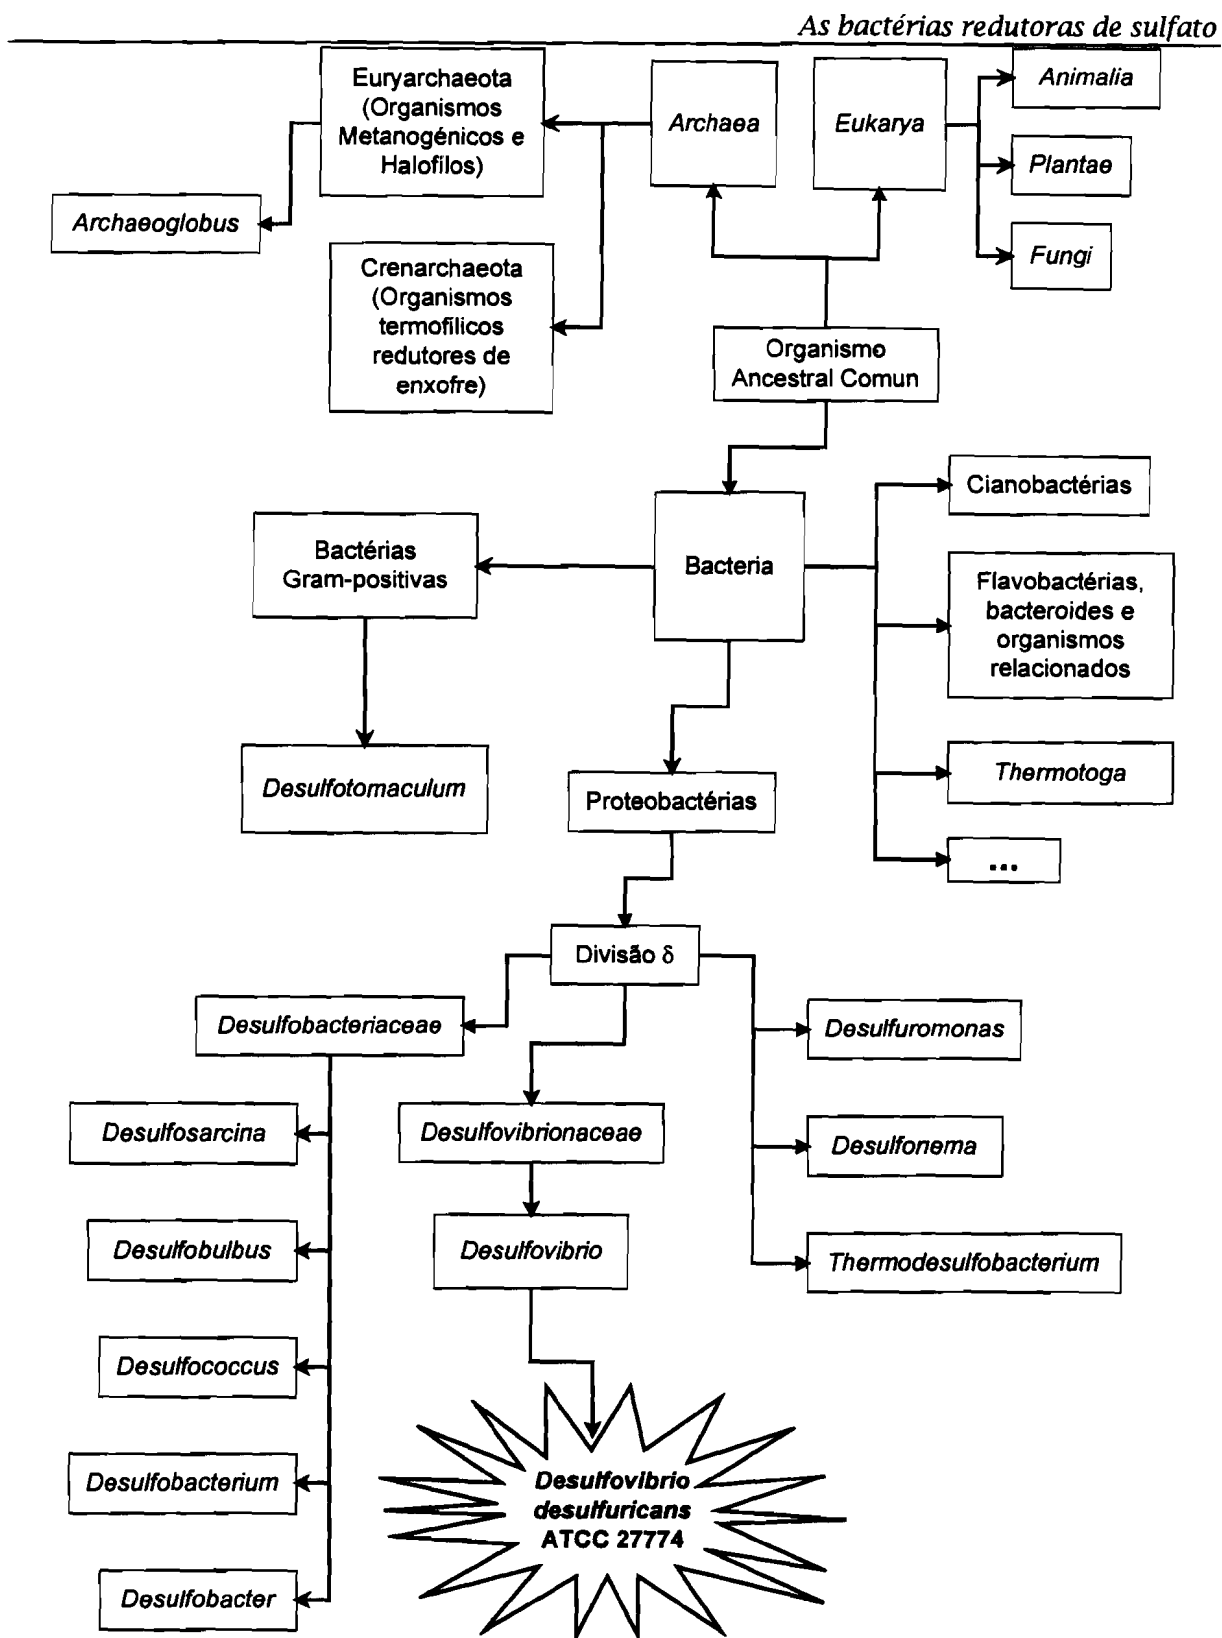 As bactérias redutoras de sulfato
Euryarchaeota
(Organismos
Metanogénicos e
Halofílos)
Archaea
Eukarya
Animalia
Plantae
Fungi
Archaeoglobus
Crenarchaeota
(Organismos
termofílicos
redutores de
enxofre)
Organismo
Ancestral Comun
Bacteria
Cianobactérias
Bactérias
Gram-positivas
Flavobactérias,
bacteroides e
organismos
relacionados
Desulfotomaculum
Proteobactérias
Thermotoga
...
Divisão δ
Desulfobacteriaceae
Desulfuromonas
Desulfosarcina
Desulfovibrionaceae
Desulfonema
Desulfobulbus
Desulfovibrio
Thermodesulfobacterium
Desulfococcus
Desulfobacterium
Desulfovibrio
desulfuricans
ATCC 27774
Desulfobacter